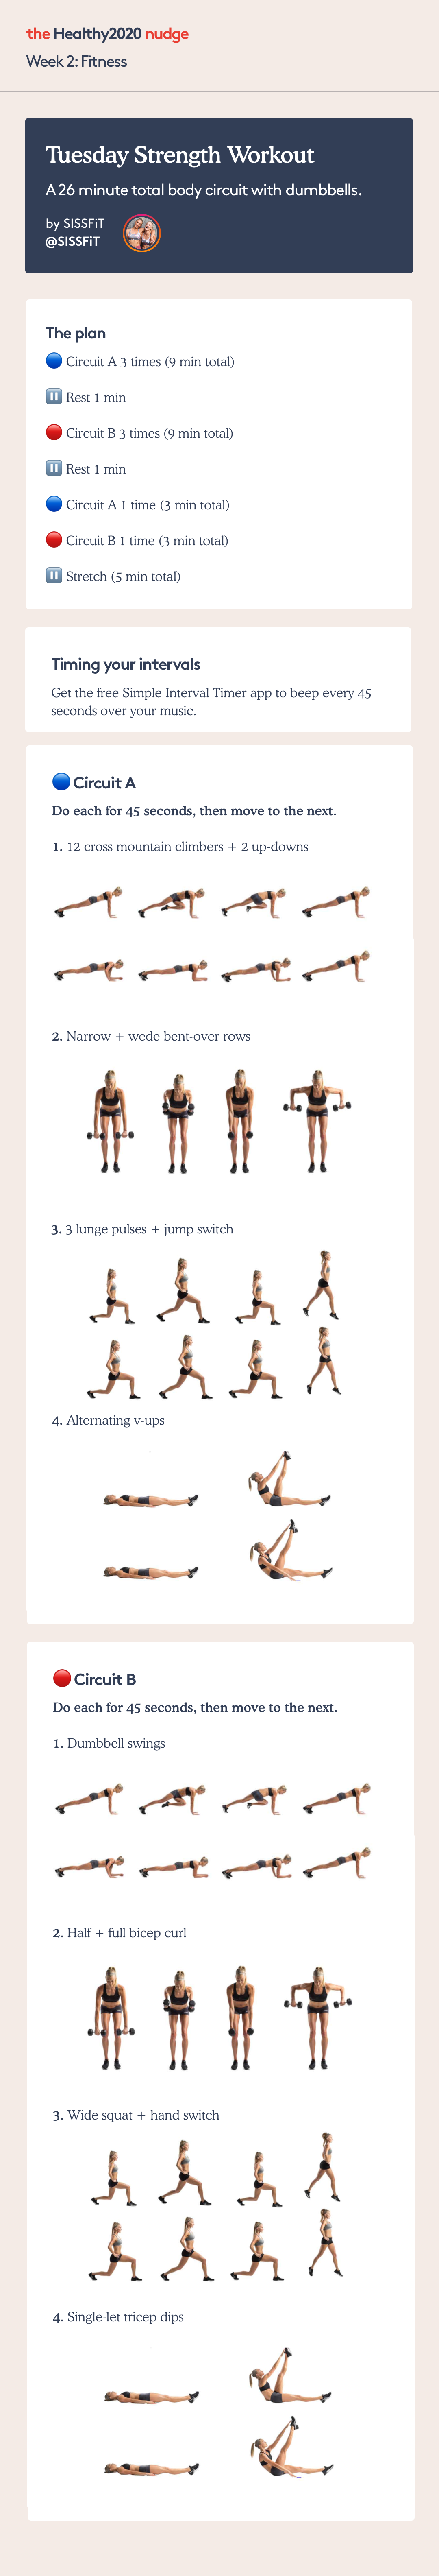 the Healthy2020 nudge
Week 2: Fitness
Tuesday Strength Workout
A 26 minute total body circuit with dumbbells.
by SISSFiT
@SISSFiT
The plan
Circuit A 3 times (9 min total)
Rest 1 min
Circuit B 3 times (9 min total)
Rest 1 min
Circuit A 1 time (3 min total)
Circuit B 1 time (3 min total)
Stretch (5 min total)
Timing your intervals
Get the free Simple Interval Timer app to beep every 45
seconds over your music.
Circuit A
Do each for 45 seconds, then move to the next.
1. 12 cross mountain climbers + 2 up-downs
2. Narrow + wede bent-over rows
3. 3 lunge pulses + jump switch
4. Alternating v-ups
Circuit B
Do each for 45 seconds, then move to the next.
1. Dumbbell swings
2. Half + full bicep curl
3. Wide squat + hand switch
4. Single-let tricep dips